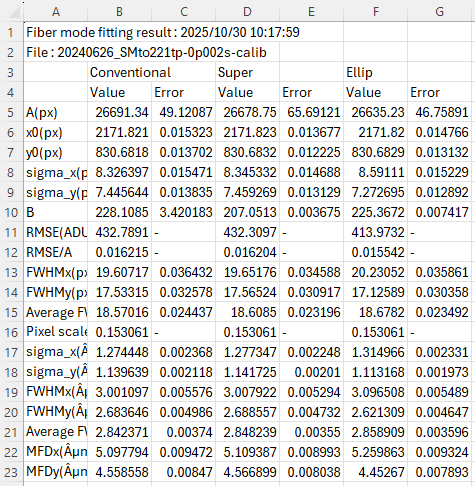 A B C D E F G
1 Fiber mode fitting result : 2025/10/30 10:17:59
2 File : 20240626_SMto221tp-0p002s-calib
3 Conventional Super Ellip
4 Value Error Value Error Value Error
5 A(px) 26691.34 49.12087 26678.75 65.69121 26635.23 46.75891
6 x0(px) 2171.821 0.015323 2171.823 0.013677 2171.82 0.014766
7 y0(px) 830.6818 0.013702 830.6832 0.012225 830.6829 0.013132
8 sigma_x(p 8.326397 0.015471 8.345332 0.014688 8.59111 0.015229
9 sigma_y(p 7.445644 0.013835 7.459269 0.013129 7.272695 0.012892
10 B 228.1085 3.420183 207.0513 0.003675 225.3672 0.007417
11 RMSE(ADU 432.7891 - 432.3097 - 413.9732 -
12 RMSE/A 0.016215 - 0.016204 - 0.015542 -
13 FWHMx(px 19.60717 0.036432 19.65176 0.034588 20.23052 0.035861
14 FWHMy(px 17.53315 0.032578 17.56524 0.030917 17.12589 0.030358
15 Average FV 18.57016 0.024437 18.6085 0.023196 18.6782 0.023492
16 Pixel scale 0.153061 - 0.153061 - 0.153061 -
17 sigma_x(Â 1.274448 0.002368 1.277347 0.002248 1.314966 0.002331
18 sigma_y(Â 1.139639 0.002118 1.141725 0.00201 1.113168 0.001973
19 FWHMx(Âµ 3.001097 0.005576 3.007922 0.005294 3.096508 0.005489
20 FWHMy(Âµ 2.683646 0.004986 2.688557 0.004732 2.621309 0.004647
21 Average FV 2.842371 0.00374 2.848239 0.00355 2.858909 0.003596
22 MFDx(Âµm 5.097794 0.009472 5.109387 0.008993 5.259863 0.009324
23 MFDy(Âµm 4.558558 0.00847 4.566899 0.008038 4.45267 0.007893